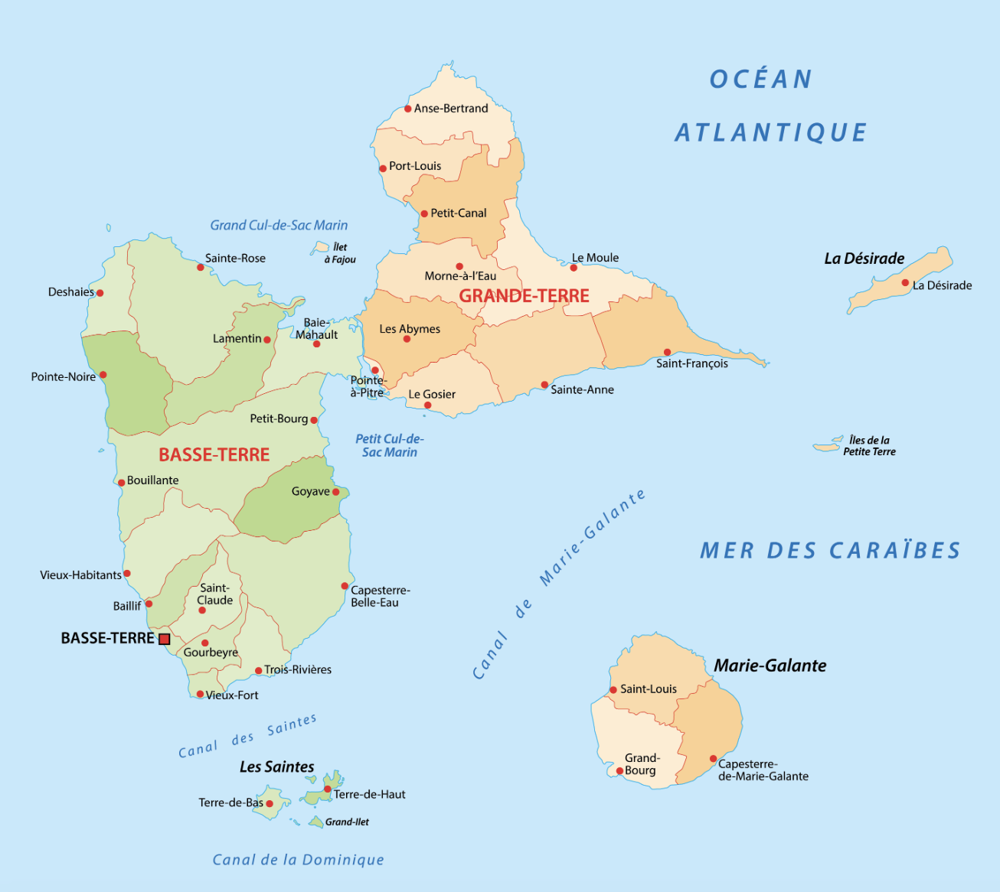 OCÉAN
ATLANTIQUE
Anse-Bertrand
Port-Louis
Petit-Canal
Grand Cul-de-Sac Marin
Îlet
à Fajou
Sainte-Rose
Le Moule
La Désirade
Morne-à-l'Eau
La Désirade
Deshaies
GRANDE-TERRE
Baie-
Mahault
Les Abymes
Lamentin
Saint-François
Pointe-Noire
Pointe-
à-Pitre
Le Gosier
Sainte-Anne
Petit-Bourg
Petit Cul-de-
Sac Marin
Îles de la
Petite Terre
BASSE-TERRE
Bouillante
Goyave
Canal de Marie-Galante
MER DES CARAÏBES
Vieux-Habitants
Saint-
Claude
Capesterre-
Belle-Eau
Baillif
BASSE-TERRE
Gourbeyre
Trois-Rivières
Marie-Galante
Saint-Louis
Vieux-Fort
Canal des Saintes
Grand-
Bourg
Capesterre-
de-Marie-Galante
Les Saintes
Terre-de-Haut
Terre-de-Bas
Grand-Ilet
Canal de la Dominique